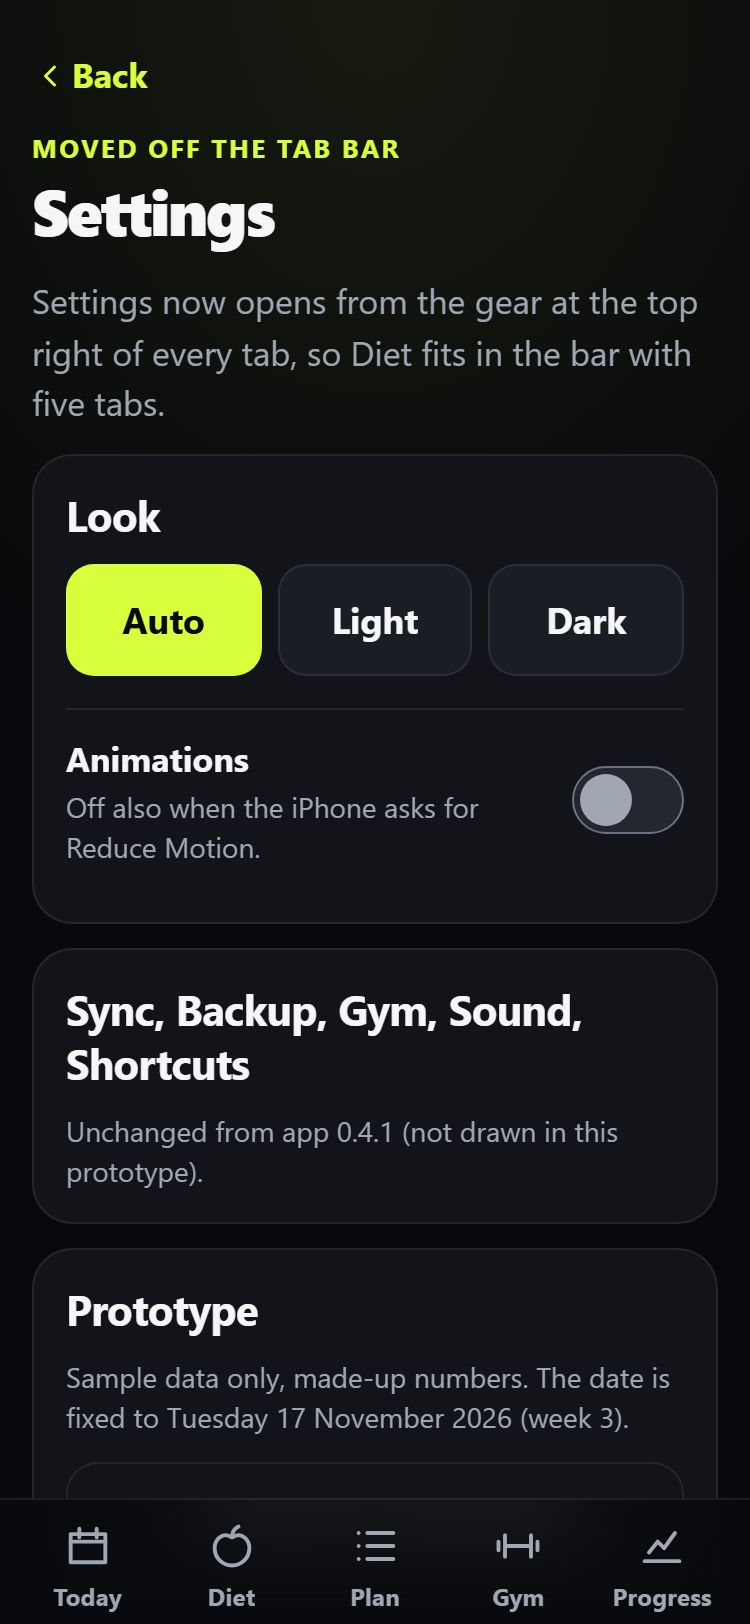 Back
MOVED OFF THE TAB BAR
Settings
Settings now opens from the gear at the top
right of every tab, so Diet fits in the bar with
five tabs.
Look
Auto
Light
Dark
Animations
Off also when the iPhone asks for
Reduce Motion.
Sync, Backup, Gym, Sound,
Shortcuts
Unchanged from app 0.4.1 (not drawn in this
prototype).
Prototype
Sample data only, made-up numbers. The date is
fixed to Tuesday 17 November 2026 (week 3).
Today
Diet
Plan
Gym
Progress